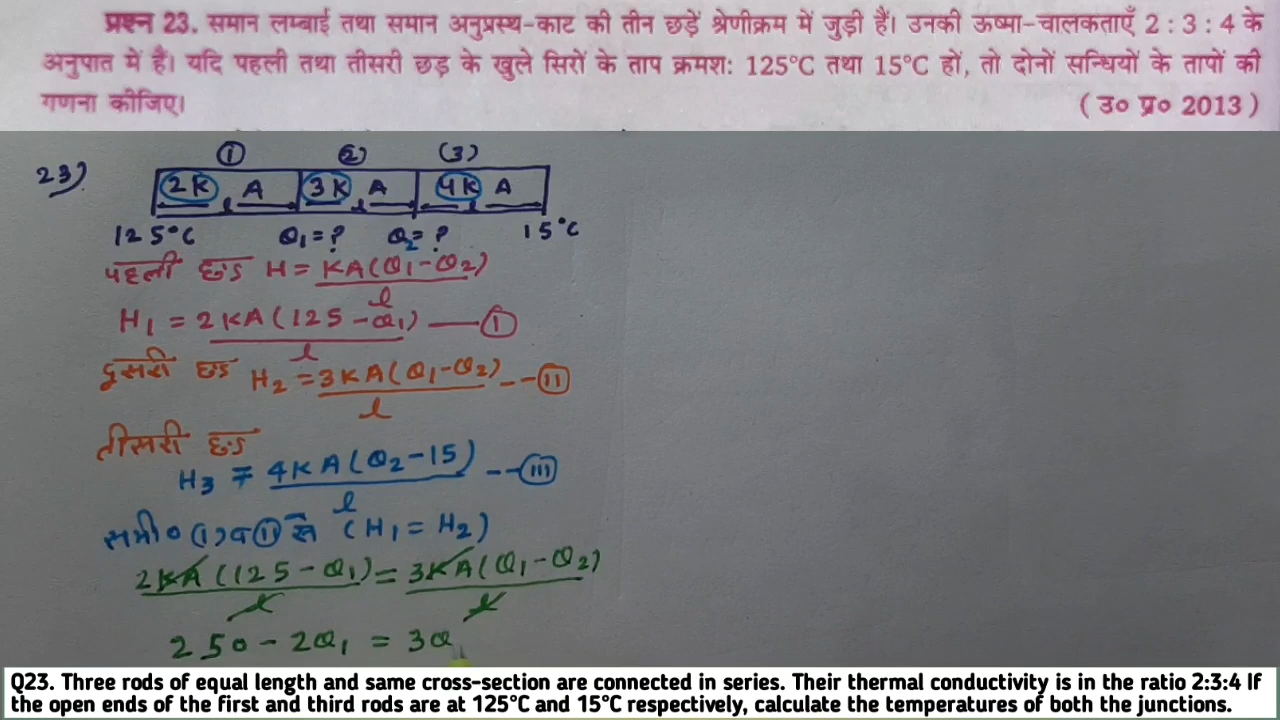 प्रश्न 23. समान लम्बाई तथा समान अनुप्रस्थ-काट की तीन छड़ें श्रेणीक्रम में जुड़ी हैं। उनकी ऊष्मा-चालकताएँ 2 : 3 : 4 के
अनुपात में हैं। यदि पहली तथा तीसरी छड़ के खुले सिरों के ताप क्रमशः 125°C तथा 15°C हों, तो दोनों सन्धियों के तापों की
गणना कीजिए। ( उ० प्र० 2013 )
① ② (3)
23) 2K A 3K A 4K A
l l l
125°C θ₁=? θ₂=? 15°C
पहली छड़ H = KA(θ₁-θ₂)/l
H₁ = 2KA(125-θ₁)/l —— Ⓘ
दूसरी छड़ H₂ = 3KA(θ₁-θ₂)/l --- Ⓘⓘ
तीसरी छड़
H₃ = 4KA(θ₂-15)/l --- (III)
समी० (1) व (II) से (H₁ = H₂)
2KA(125-θ₁)/l = 3KA(θ₁-θ₂)/l
250 - 2θ₁ = 3θ
Q23. Three rods of equal length and same cross-section are connected in series. Their thermal conductivity is in the ratio 2:3:4 If
the open ends of the first and third rods are at 125°C and 15°C respectively, calculate the temperatures of both the junctions.